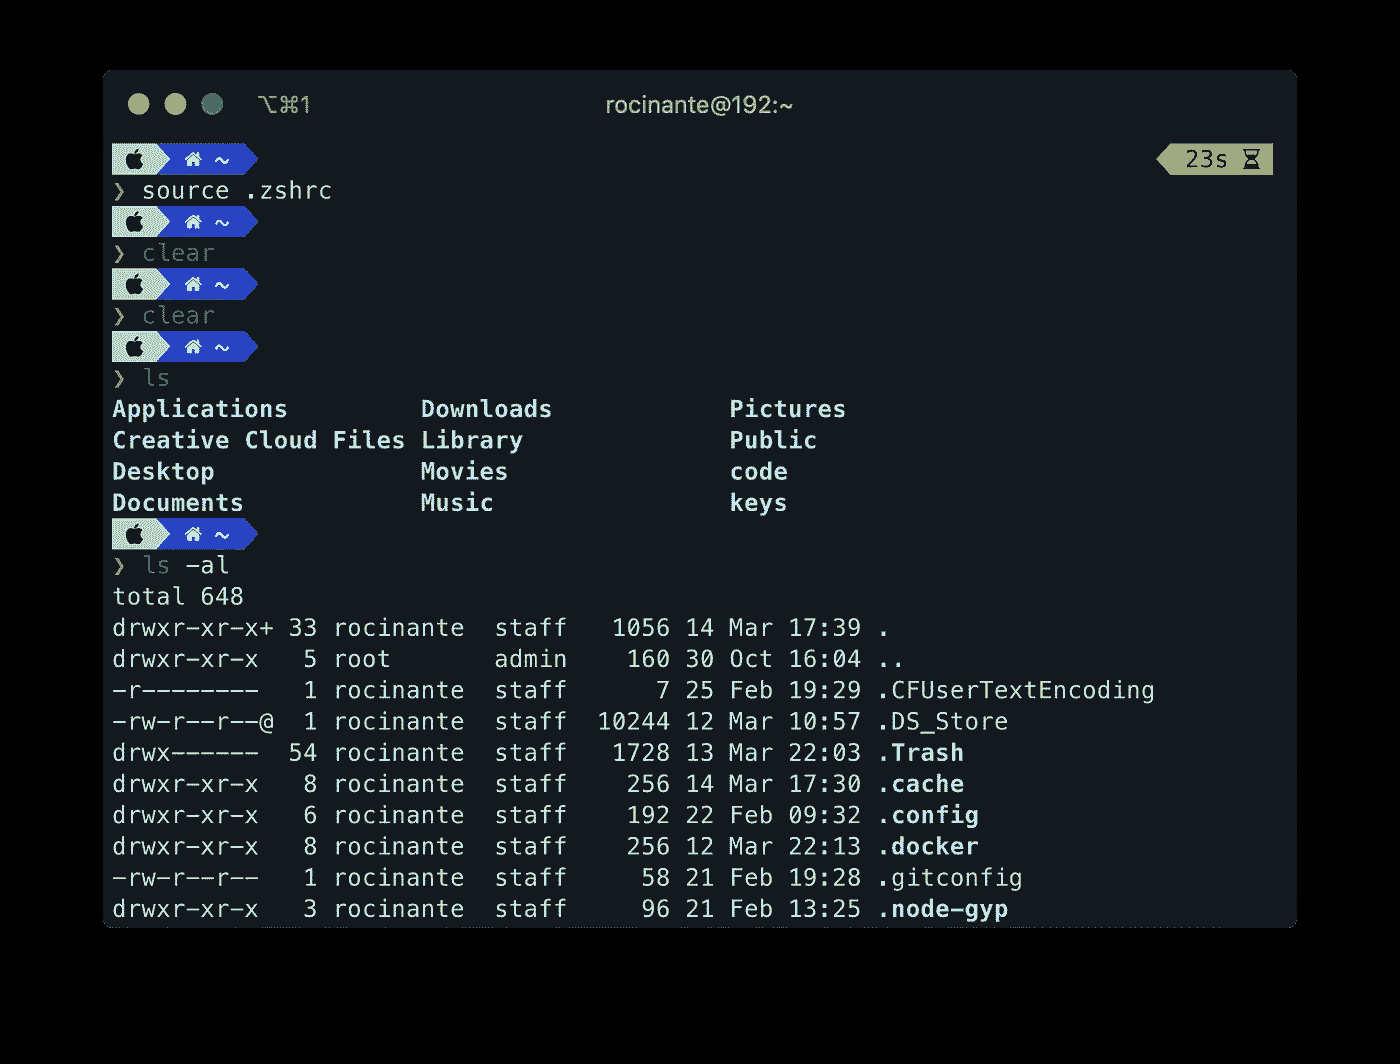 ⌥⌘1 rocinante@192:~
~ 23s
❯ source .zshrc
~
❯ clear
~
❯ clear
~
❯ ls
Applications Downloads Pictures
Creative Cloud Files Library Public
Desktop Movies code
Documents Music keys
~
❯ ls -al
total 648
drwxr-xr-x+ 33 rocinante staff 1056 14 Mar 17:39 .
drwxr-xr-x 5 root admin 160 30 Oct 16:04 ..
-r-------- 1 rocinante staff 7 25 Feb 19:29 .CFUserTextEncoding
-rw-r--r--@ 1 rocinante staff 10244 12 Mar 10:57 .DS_Store
drwx------ 54 rocinante staff 1728 13 Mar 22:03 .Trash
drwxr-xr-x 8 rocinante staff 256 14 Mar 17:30 .cache
drwxr-xr-x 6 rocinante staff 192 22 Feb 09:32 .config
drwxr-xr-x 8 rocinante staff 256 12 Mar 22:13 .docker
-rw-r--r-- 1 rocinante staff 58 21 Feb 19:28 .gitconfig
drwxr-xr-x 3 rocinante staff 96 21 Feb 13:25 .node-gyp